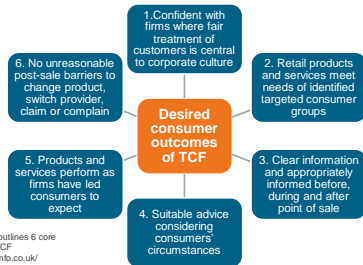 1.Confident with
firms where fair
treatment of
customers is central
to corporate culture
2. Retail products
and services meet
needs of identified
targeted consumer
groups
3. Clear information
and appropriately
informed before,
during and after
point of sale
4. Suitable advice
considering
consumers'
circumstances
5. Products and
services perform as
firms have led
consumers to
expect
6. No unreasonable
post-sale barriers to
change product,
switch provider,
claim or complain
Desired
consumer
outcomes
of TCF
outlines 6 core
TCF
nfo.co.uk/